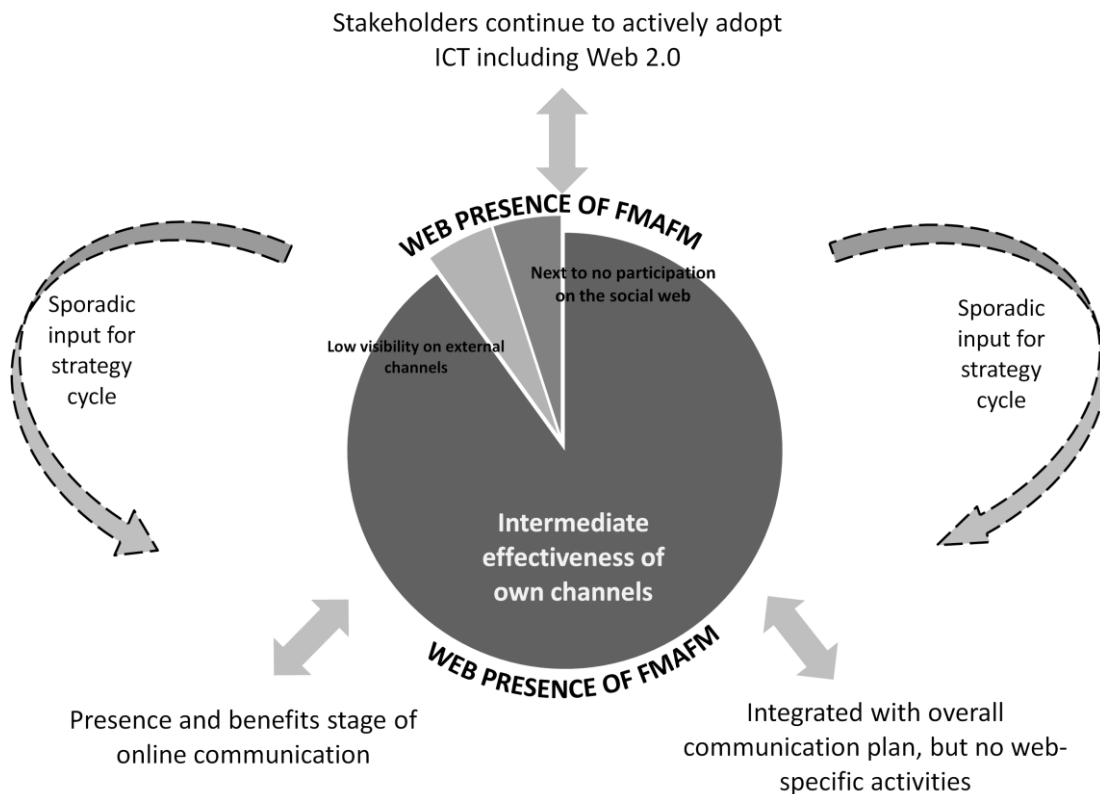 Stakeholders continue to actively adopt
ICT including Web 2.0
WEB PRESENCE OF FMAFM
Next to no participation
on the social web
Low visibility on external
channels
Sporadic
input for
strategy
cycle
Sporadic
input for
strategy
cycle
Intermediate
effectiveness of
own channels
WEB PRESENCE OF FMAFM
Presence and benefits stage of
online communication
Integrated with overall
communication plan, but no web-
specific activities